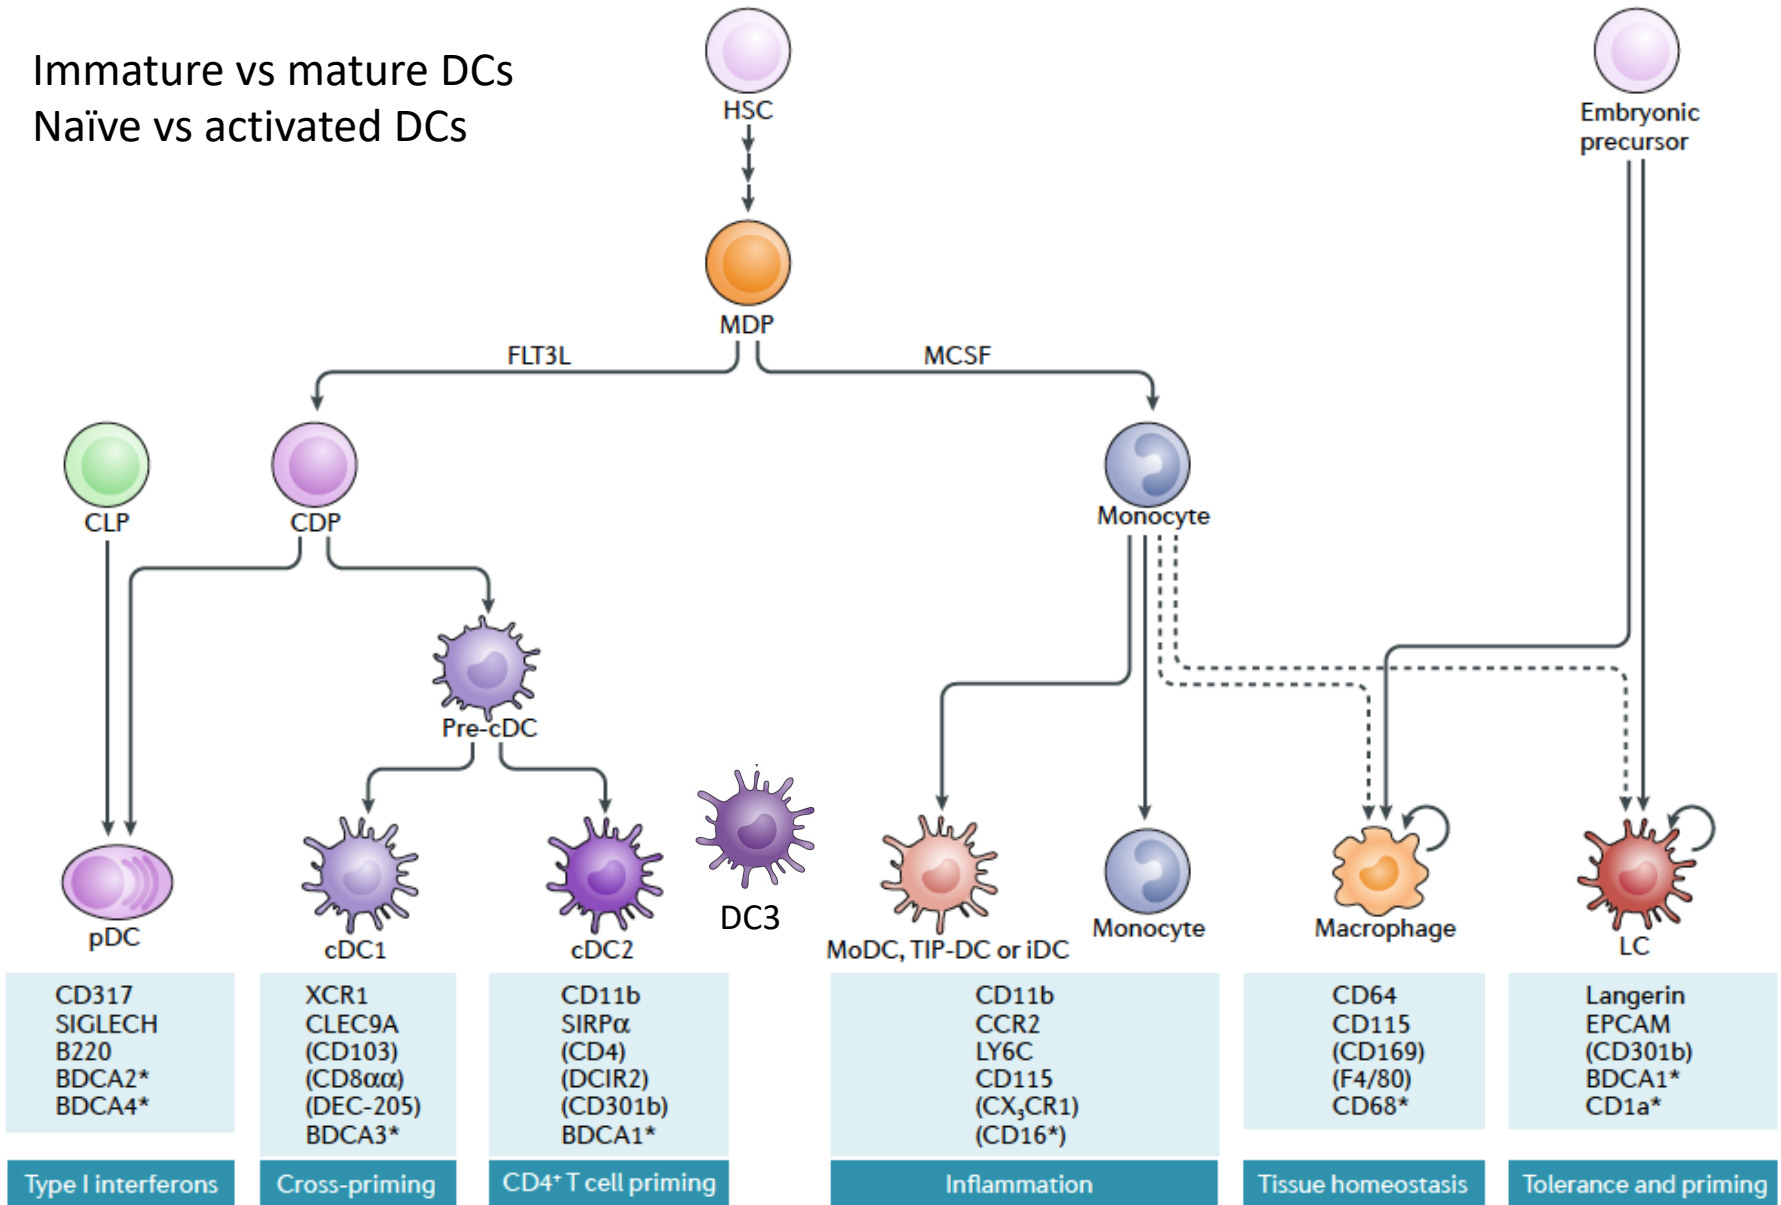 Immature vs mature DCs
Naïve vs activated DCs
HSC
Embryonic
precursor
MDP
FLT3L
MCSF
CLP
CDP
Monocyte
Pre-cDC
pDC
cDC1
cDC2
DC3
MoDC, TIP-DC or iDC
Monocyte
Macrophage
LC
CD317
SIGLECH
B220
BDCA2*
BDCA4*
Type I interferons
XCR1
CLEC9A
(CD103)
(CD8αα)
(DEC-205)
BDCA3*
Cross-priming
CD11b
SIRPα
(CD4)
(DCIR2)
(CD301b)
BDCA1*
CD4⁺ T cell priming
CD11b
CCR2
LY6C
CD115
(CX₃CR1)
(CD16*)
Inflammation
CD64
CD115
(CD169)
(F4/80)
CD68*
Tissue homeostasis
Langerin
EPCAM
(CD301b)
BDCA1*
CD1a*
Tolerance and priming